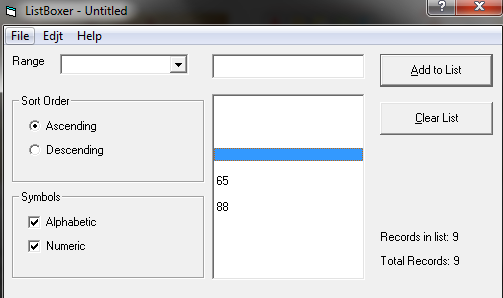 ListBoxer - Untitled
File Edjt Help
Range
Add to List
Sort Order
Ascending
Descending
Clear List
65
88
Symbols
Alphabetic
Numeric
Records in list: 9
Total Records: 9